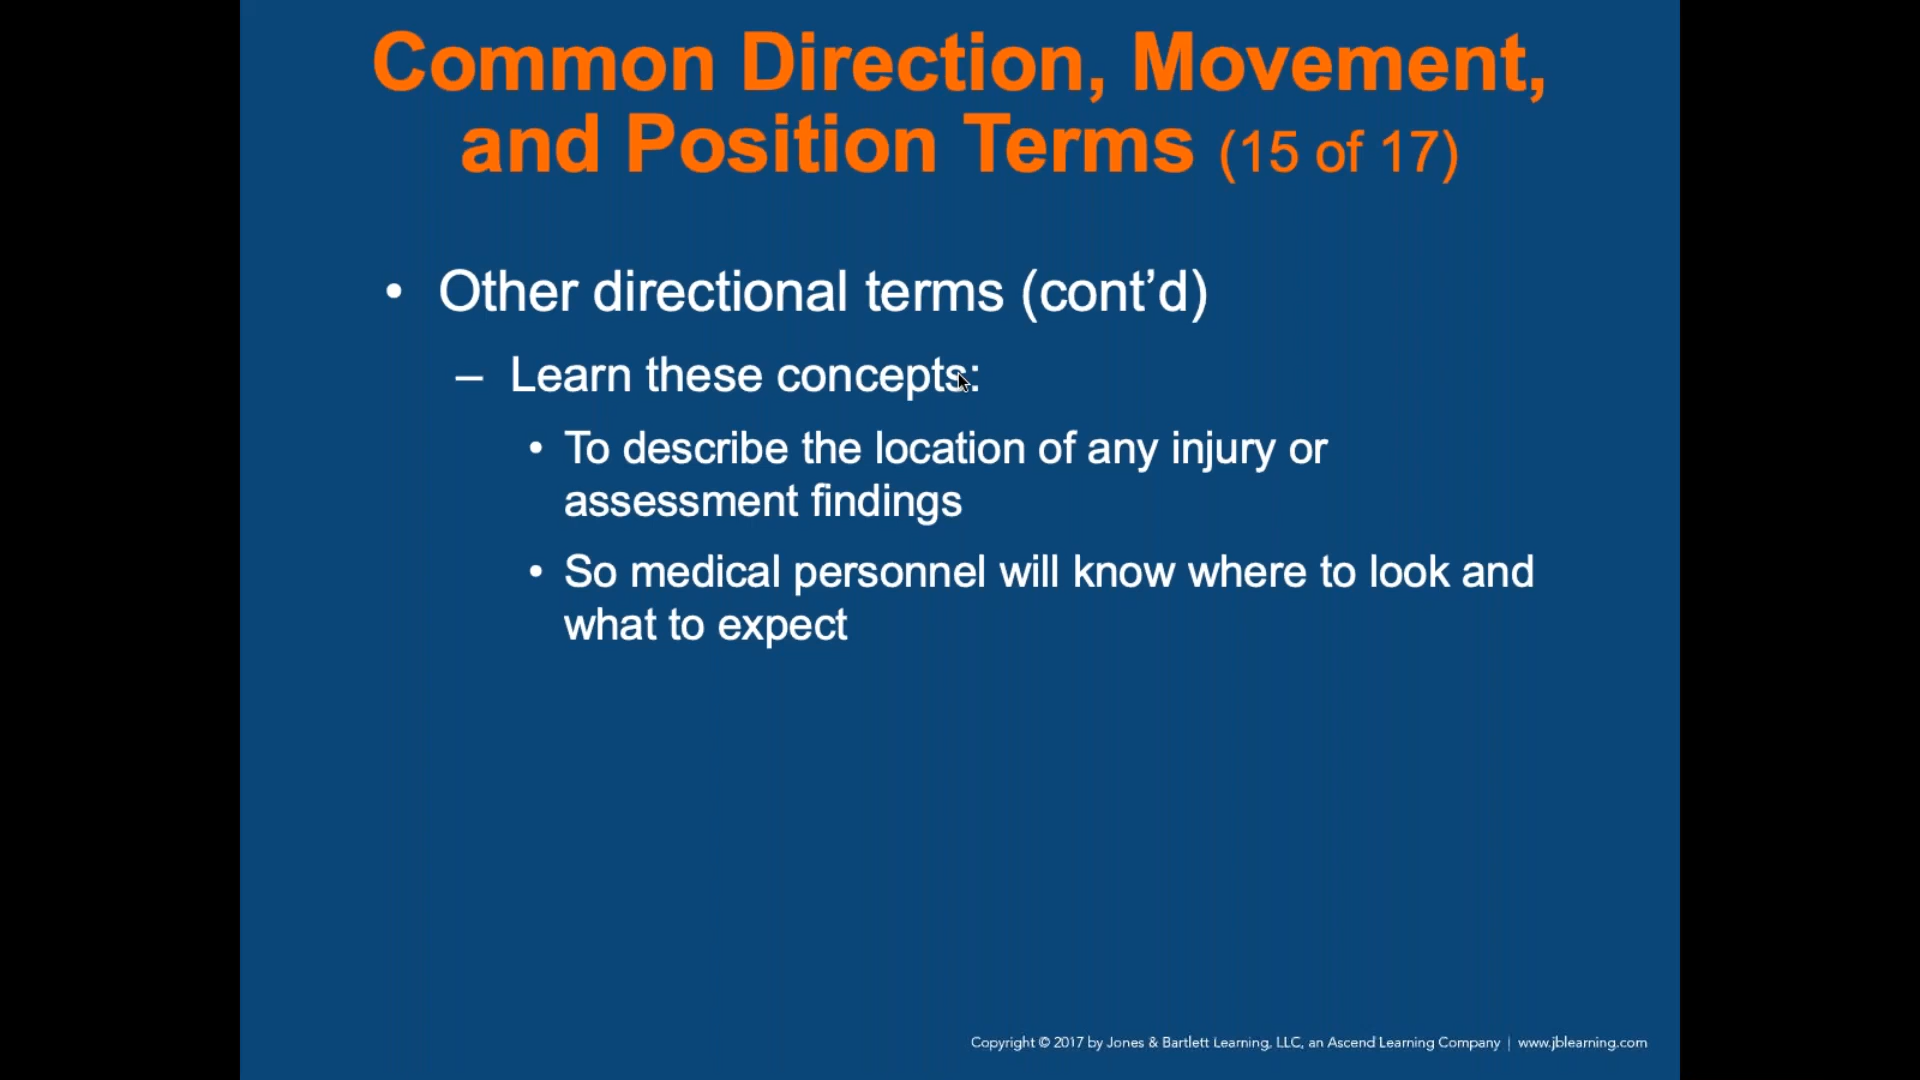 Common Direction, Movement,
and Position Terms (15 of 17)
• Other directional terms (cont’d)
– Learn these concepts:
• To describe the location of any injury or
assessment findings
• So medical personnel will know where to look and
what to expect
Copyright © 2017 by Jones & Bartlett Learning, LLC, an Ascend Learning Company | www.jblearning.com